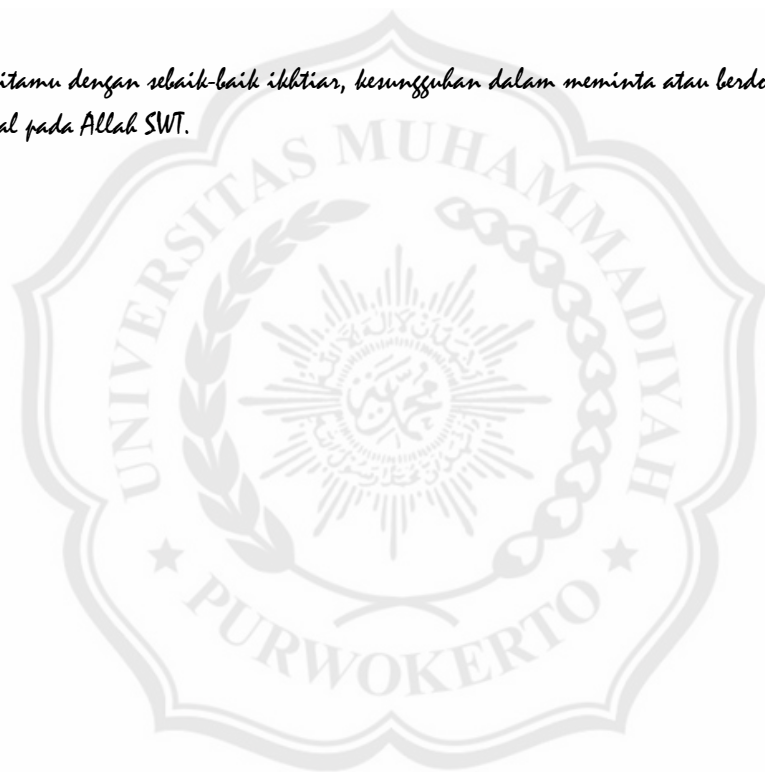 itamu dengan sebaik-baik ikhtiar, kesungguhan dalam meminta atau berdo
al pada Allah SWT.
UNIVERSITAS MUHAMMADIYAH
PURWOKERTO